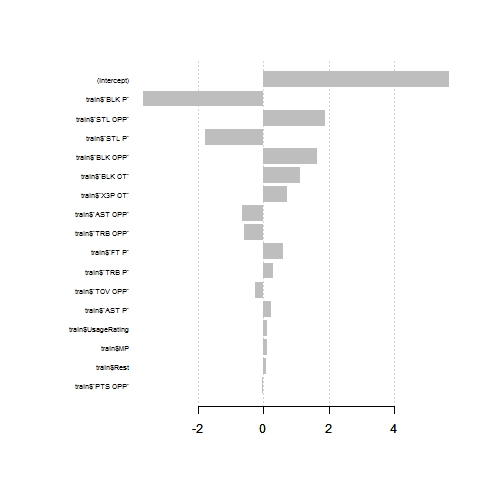 (Intercept)
train$`BLK P`
train$`STL OPP`
train$`STL P`
train$`BLK OPP`
train$`BLK OT`
train$`X3P OT`
train$`AST OPP`
train$`TRB OPP`
train$`FT P`
train$`TRB P`
train$`TOV OPP`
train$`AST P`
train$UsageRating
train$MP
train$Rest
train$`PTS OPP`
-2 0 2 4